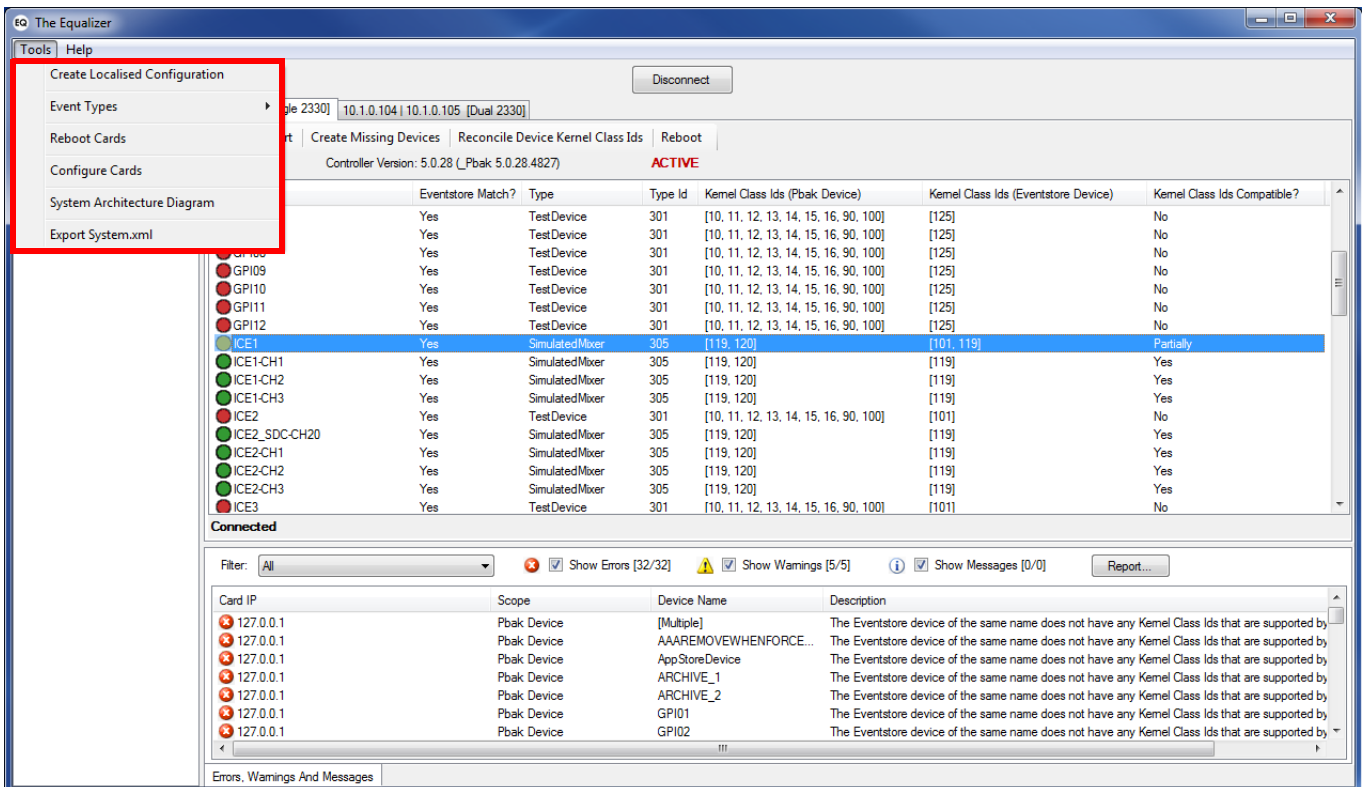 EQ The Equalizer
Tools Help
Create Localised Configuration
Event Types
Reboot Cards
Configure Cards
System Architecture Diagram
Export System.xml
Disconnect
2330] 10.1.0.104 | 10.1.0.105 [Dual 2330]
Create Missing Devices Reconcile Device Kernel Class Ids Reboot
Controller Version: 5.0.28 (_Pbak 5.0.28.4827) ACTIVE
Eventstore Match? Type Type Id Kernel Class Ids (Pbak Device) Kernel Class Ids (Eventstore Device) Kernel Class Ids Compatible?
Yes TestDevice 301 [10, 11, 12, 13, 14, 15, 16, 90, 100] [125] No
Yes TestDevice 301 [10, 11, 12, 13, 14, 15, 16, 90, 100] [125] No
Yes TestDevice 301 [10, 11, 12, 13, 14, 15, 16, 90, 100] [125] No
GPI09 Yes TestDevice 301 [10, 11, 12, 13, 14, 15, 16, 90, 100] [125] No
GPI10 Yes TestDevice 301 [10, 11, 12, 13, 14, 15, 16, 90, 100] [125] No
GPI11 Yes TestDevice 301 [10, 11, 12, 13, 14, 15, 16, 90, 100] [125] No
GPI12 Yes TestDevice 301 [10, 11, 12, 13, 14, 15, 16, 90, 100] [125] No
ICE1 Yes SimulatedMixer 305 [119, 120] [101, 119] Partially
ICE1-CH1 Yes SimulatedMixer 305 [119, 120] [119] Yes
ICE1-CH2 Yes SimulatedMixer 305 [119, 120] [119] Yes
ICE1-CH3 Yes SimulatedMixer 305 [119, 120] [119] Yes
ICE2 Yes TestDevice 301 [10, 11, 12, 13, 14, 15, 16, 90, 100] [101] No
ICE2_SDC-CH20 Yes SimulatedMixer 305 [119, 120] [119] Yes
ICE2-CH1 Yes SimulatedMixer 305 [119, 120] [119] Yes
ICE2-CH2 Yes SimulatedMixer 305 [119, 120] [119] Yes
ICE2-CH3 Yes SimulatedMixer 305 [119, 120] [119] Yes
ICE3 Yes TestDevice 301 [10, 11, 12, 13, 14, 15, 16, 90, 100] [101] No
Connected
Filter: All Show Errors [32/32] Show Warnings [5/5] Show Messages [0/0] Report...
Card IP Scope Device Name Description
127.0.0.1 Pbak Device [Multiple] The Eventstore device of the same name does not have any Kernel Class Ids that are supported by
127.0.0.1 Pbak Device AAAREMOVEWHENFORCE... The Eventstore device of the same name does not have any Kernel Class Ids that are supported by
127.0.0.1 Pbak Device AppStoreDevice The Eventstore device of the same name does not have any Kernel Class Ids that are supported by
127.0.0.1 Pbak Device ARCHIVE_1 The Eventstore device of the same name does not have any Kernel Class Ids that are supported by
127.0.0.1 Pbak Device ARCHIVE_2 The Eventstore device of the same name does not have any Kernel Class Ids that are supported by
127.0.0.1 Pbak Device GPI01 The Eventstore device of the same name does not have any Kernel Class Ids that are supported by
127.0.0.1 Pbak Device GPI02 The Eventstore device of the same name does not have any Kernel Class Ids that are supported by
Errors, Warnings And Messages